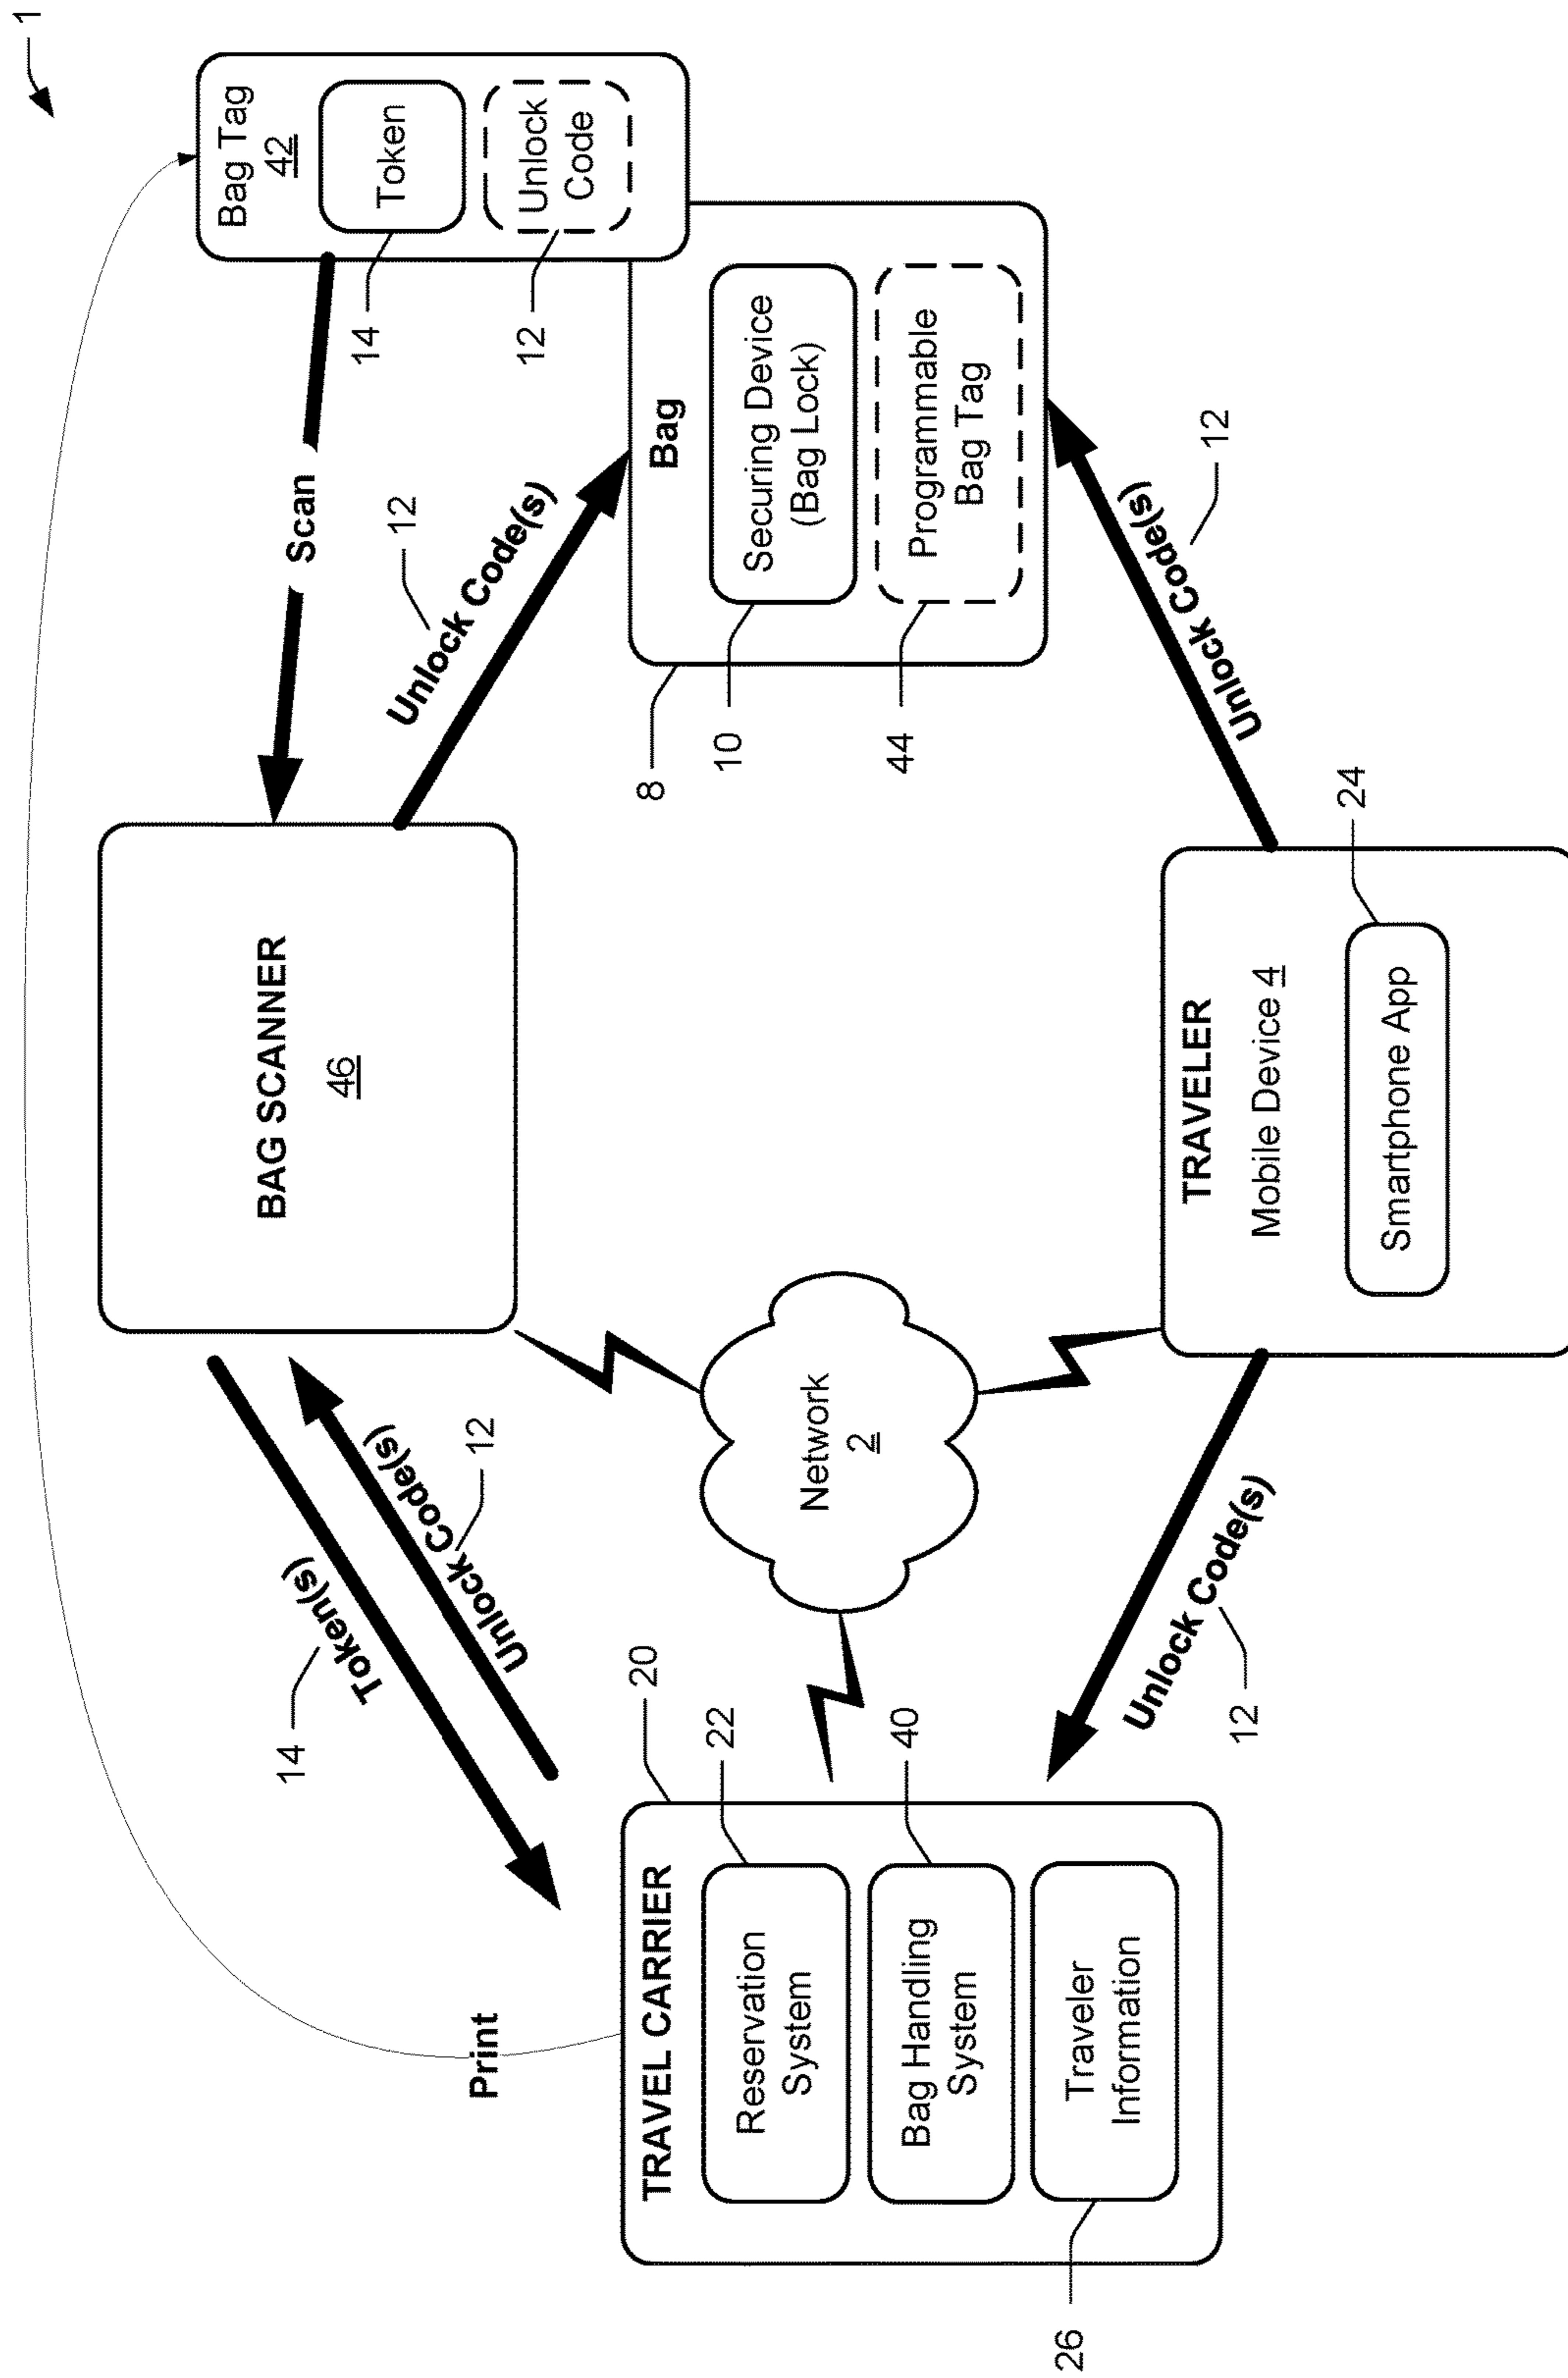 1
Print
TRAVEL CARRIER
Reservation
System
Bag Handling
System
Traveler
Information
20
22
40
26
14
Token(s)
Unlock Code(s)
12
BAG SCANNER
46
Scan
12
Unlock Code(s)
Bag Tag
42
Token
Unlock
Code
14
12
Bag
Securing Device
(Bag Lock)
Programmable
Bag Tag
8
10
44
Network
2
Unlock Code(s)
12
TRAVELER
Mobile Device 4
Smartphone App
24
Unlock Code(s)
12